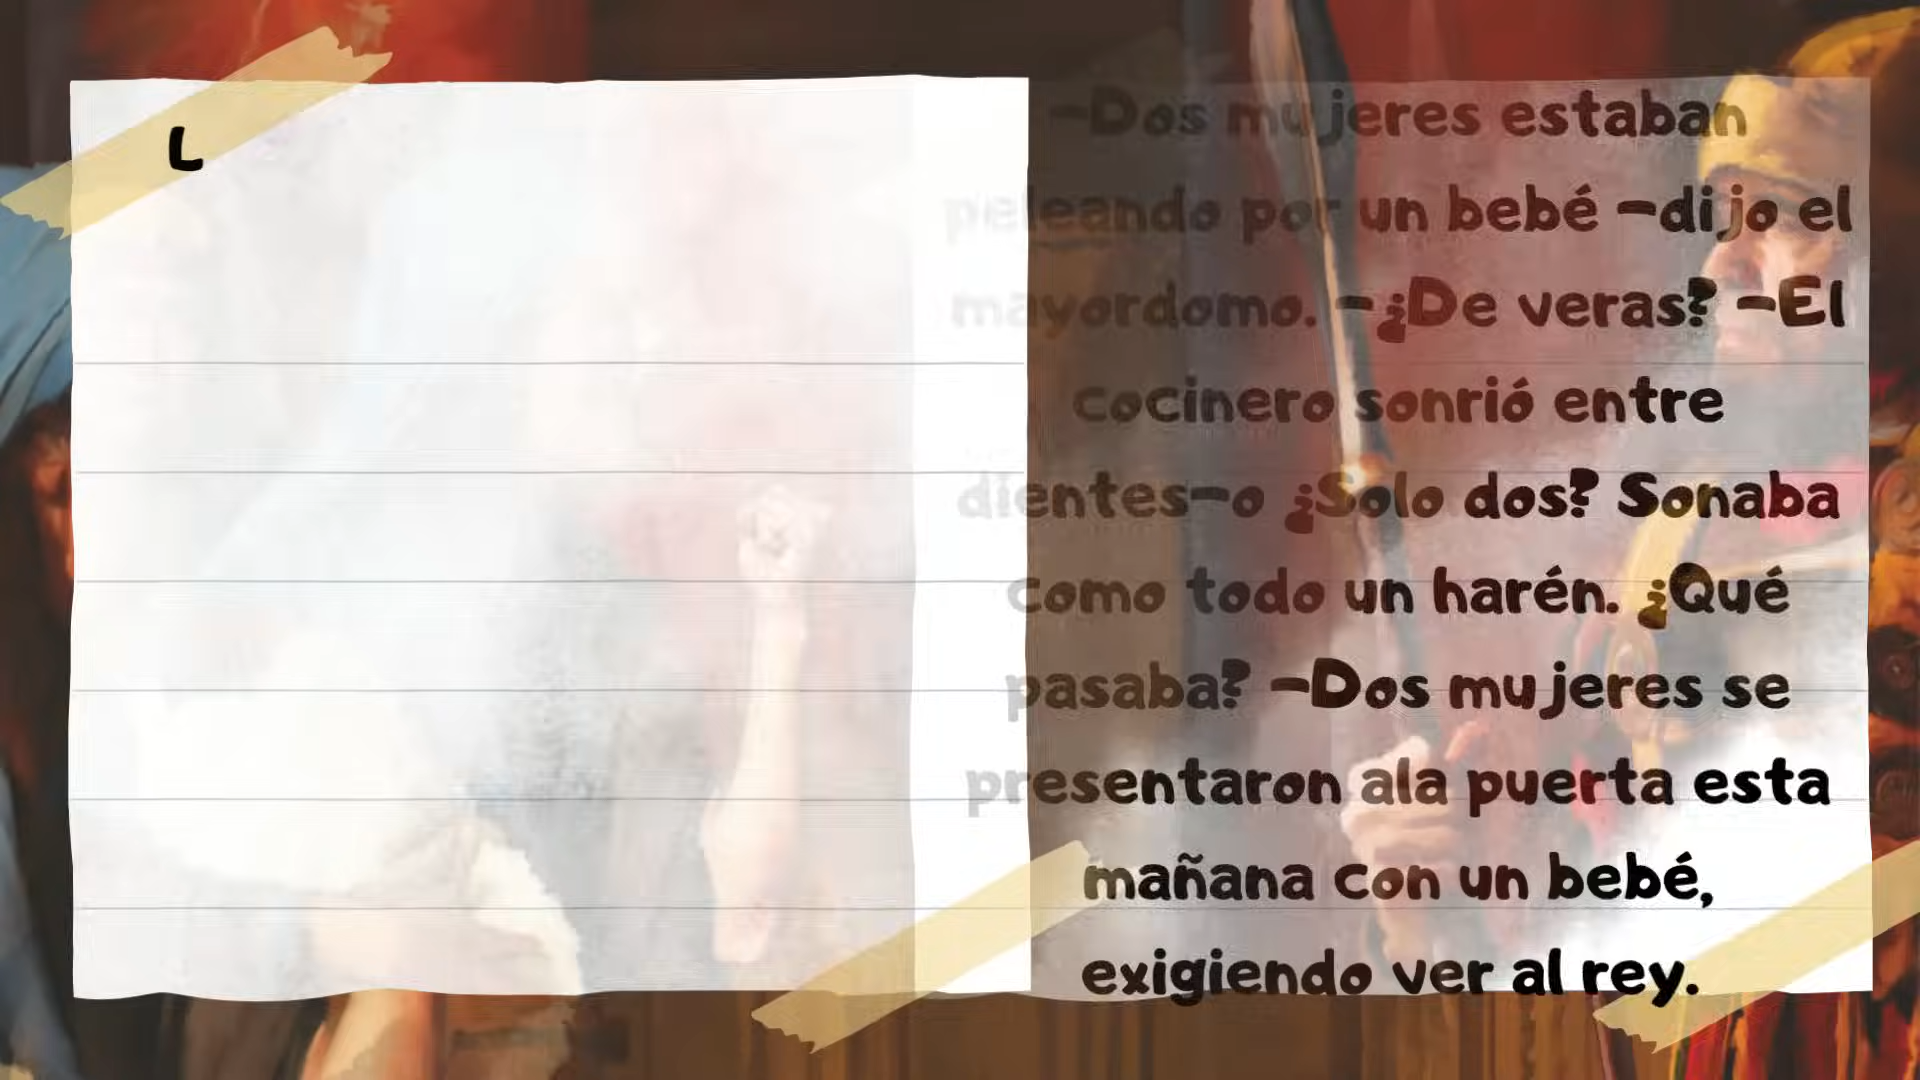 L
-Dos mujeres estaban
peleando por un bebé -dijo el
mayordomo. -¿De veras? -El
cocinero sonrió entre
dientes-o ¿Solo dos? Sonaba
como todo un harén. ¿Qué
pasaba? -Dos mujeres se
presentaron ala puerta esta
mañana con un bebé,
exigiendo ver al rey.